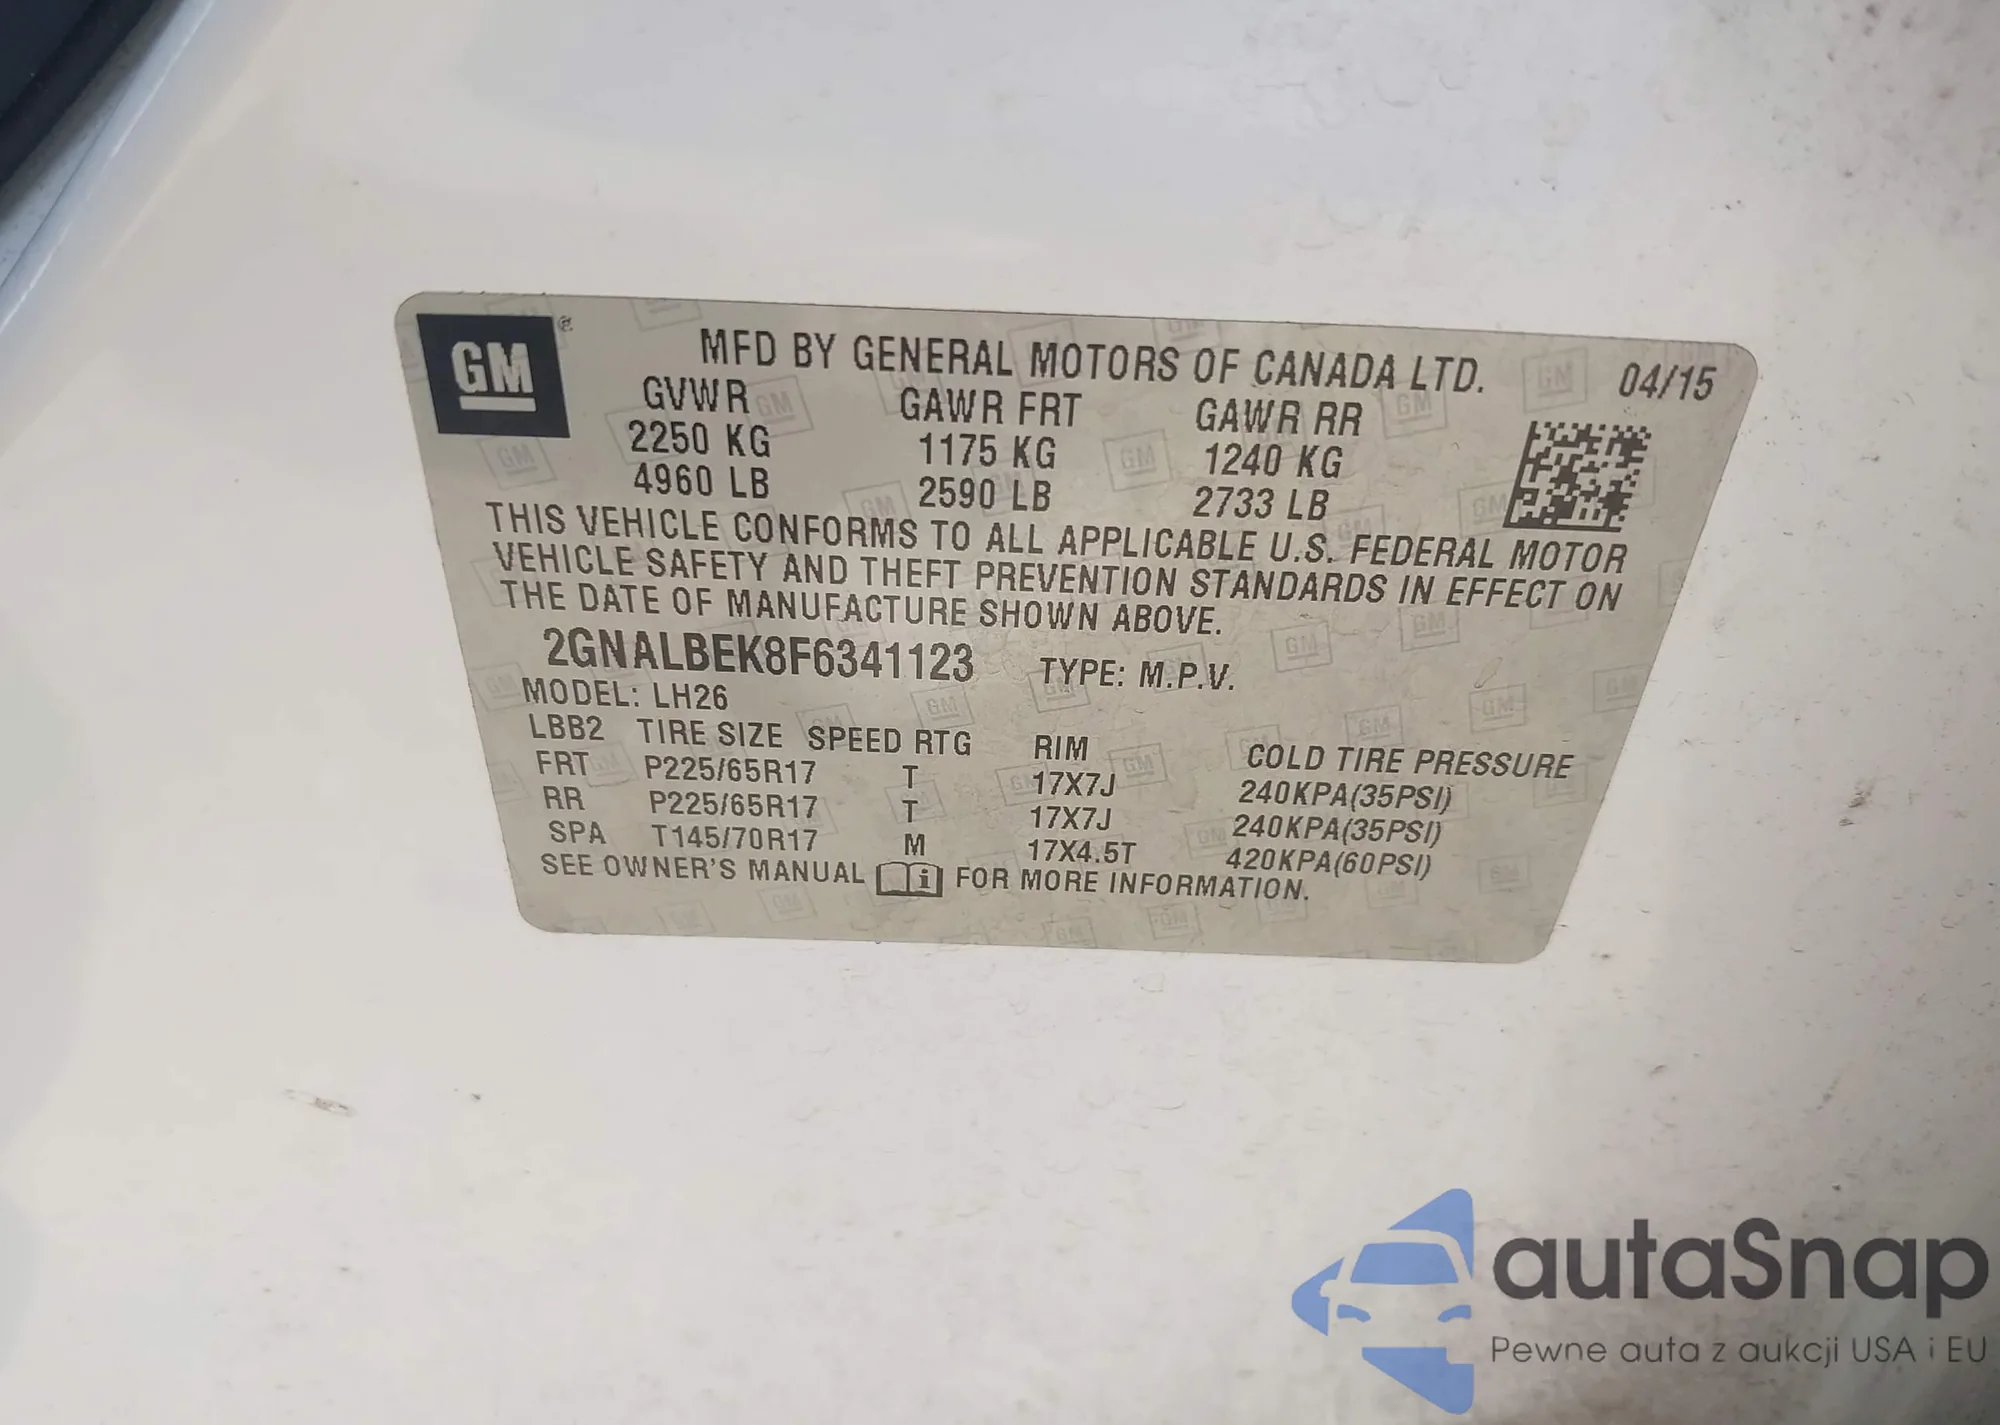 GM ®
MFD BY GENERAL MOTORS OF CANADA LTD. 04/15
GVWR GAWR FRT GAWR RR
2250 KG 1175 KG 1240 KG
4960 LB 2590 LB 2733 LB
THIS VEHICLE CONFORMS TO ALL APPLICABLE U.S. FEDERAL MOTOR
VEHICLE SAFETY AND THEFT PREVENTION STANDARDS IN EFFECT ON
THE DATE OF MANUFACTURE SHOWN ABOVE.
2GNALBEK8F6341123 TYPE: M.P.V.
MODEL: LH26
LBB2 TIRE SIZE SPEED RTG RIM COLD TIRE PRESSURE
FRT P225/65R17 T 17X7J 240KPA(35PSI)
RR P225/65R17 T 17X7J 240KPA(35PSI)
SPA T145/70R17 M 17X4.5T 420KPA(60PSI)
SEE OWNER'S MANUAL i FOR MORE INFORMATION.
autaSnap
Pewne auta z aukcji USA i EU